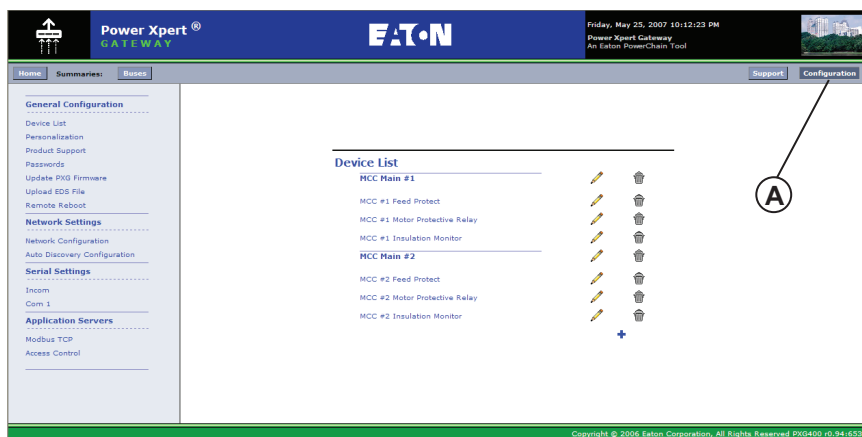 Power Xpert ®
GATEWAY
EATON
Friday, May 25, 2007 10:12:23 PM
Power Xpert Gateway
An Eaton PowerChain Tool
Home Summaries: Buses Support Configuration
General Configuration
Device List
Personalization
Product Support
Passwords
Update PXG Firmware
Upload EDS File
Remote Reboot
Network Settings
Network Configuration
Auto Discovery Configuration
Serial Settings
Incom
Com 1
Application Servers
Modbus TCP
Access Control
Device List
MCC Main #1
MCC #1 Feed Protect
MCC #1 Motor Protective Relay
MCC #1 Insulation Monitor
MCC Main #2
MCC #2 Feed Protect
MCC #2 Motor Protective Relay
MCC #2 Insulation Monitor
A
Copyright © 2006 Eaton Corporation, All Rights Reserved PXG400 r0.94:653